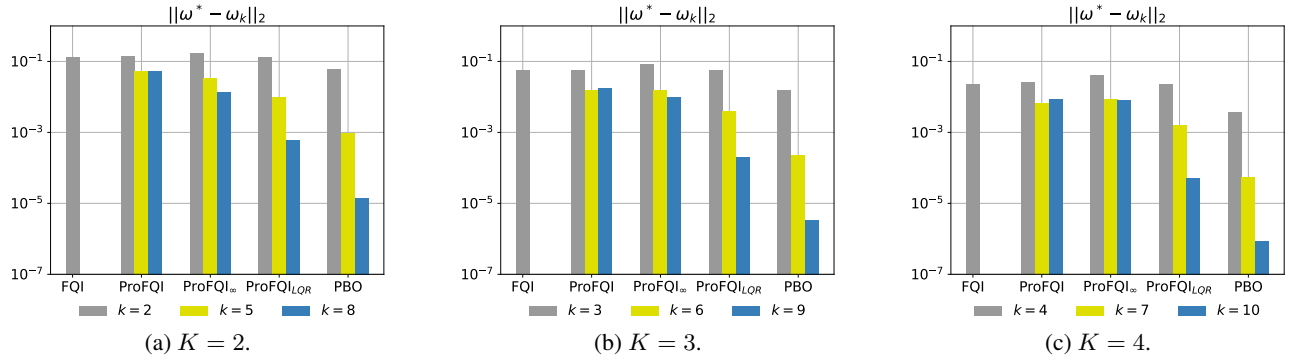 ||ω* − ω_k||_2
10^-1
10^-3
10^-5
10^-7
FQI ProFQI ProFQI_∞ ProFQI_LQR PBO
k = 2 k = 5 k = 8
(a) K = 2.
||ω* − ω_k||_2
10^-1
10^-3
10^-5
10^-7
FQI ProFQI ProFQI_∞ ProFQI_LQR PBO
k = 3 k = 6 k = 9
(b) K = 3.
||ω* − ω_k||_2
10^-1
10^-3
10^-5
10^-7
FQI ProFQI ProFQI_∞ ProFQI_LQR PBO
k = 4 k = 7 k = 10
(c) K = 4.